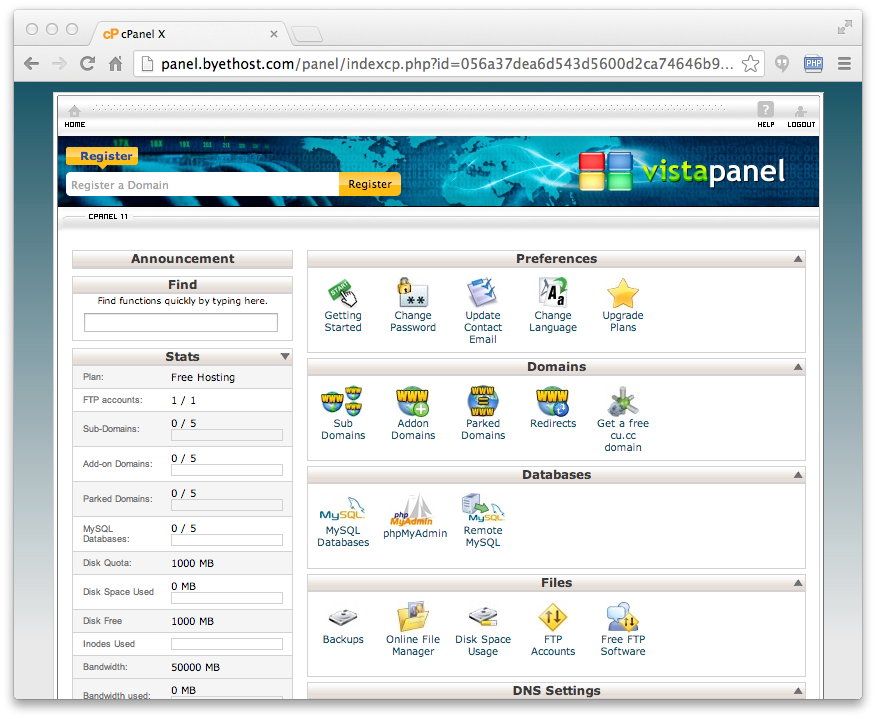 cPanel X
panel.byethost.com/panel/indexcp.php?id=056a37dea6d543d5600d2ca74646b9...
PHP
HOME
HELP
LOGOUT
Register
Register a Domain
Register
vistapanel
CPANEL 11
Announcement
Find
Find functions quickly by typing here.
Stats
Plan: Free Hosting
FTP accounts: 1 / 1
Sub-Domains: 0 / 5
Add-on Domains: 0 / 5
Parked Domains: 0 / 5
MySQL
Databases: 0 / 5
Disk Quota: 1000 MB
Disk Space Used 0 MB
Disk Free 1000 MB
Inodes Used
Bandwidth: 50000 MB
Bandwidth used: 0 MB
Preferences
Getting
Started
Change
Password
Update
Contact
Email
Change
Language
Upgrade
Plans
Domains
Sub
Domains
Addon
Domains
Parked
Domains
Redirects
Get a free
cu.cc
domain
Databases
MySQL
Databases
phpMyAdmin
Remote
MySQL
Files
Backups
Online File
Manager
Disk Space
Usage
FTP
Accounts
Free FTP
Software
DNS Settings